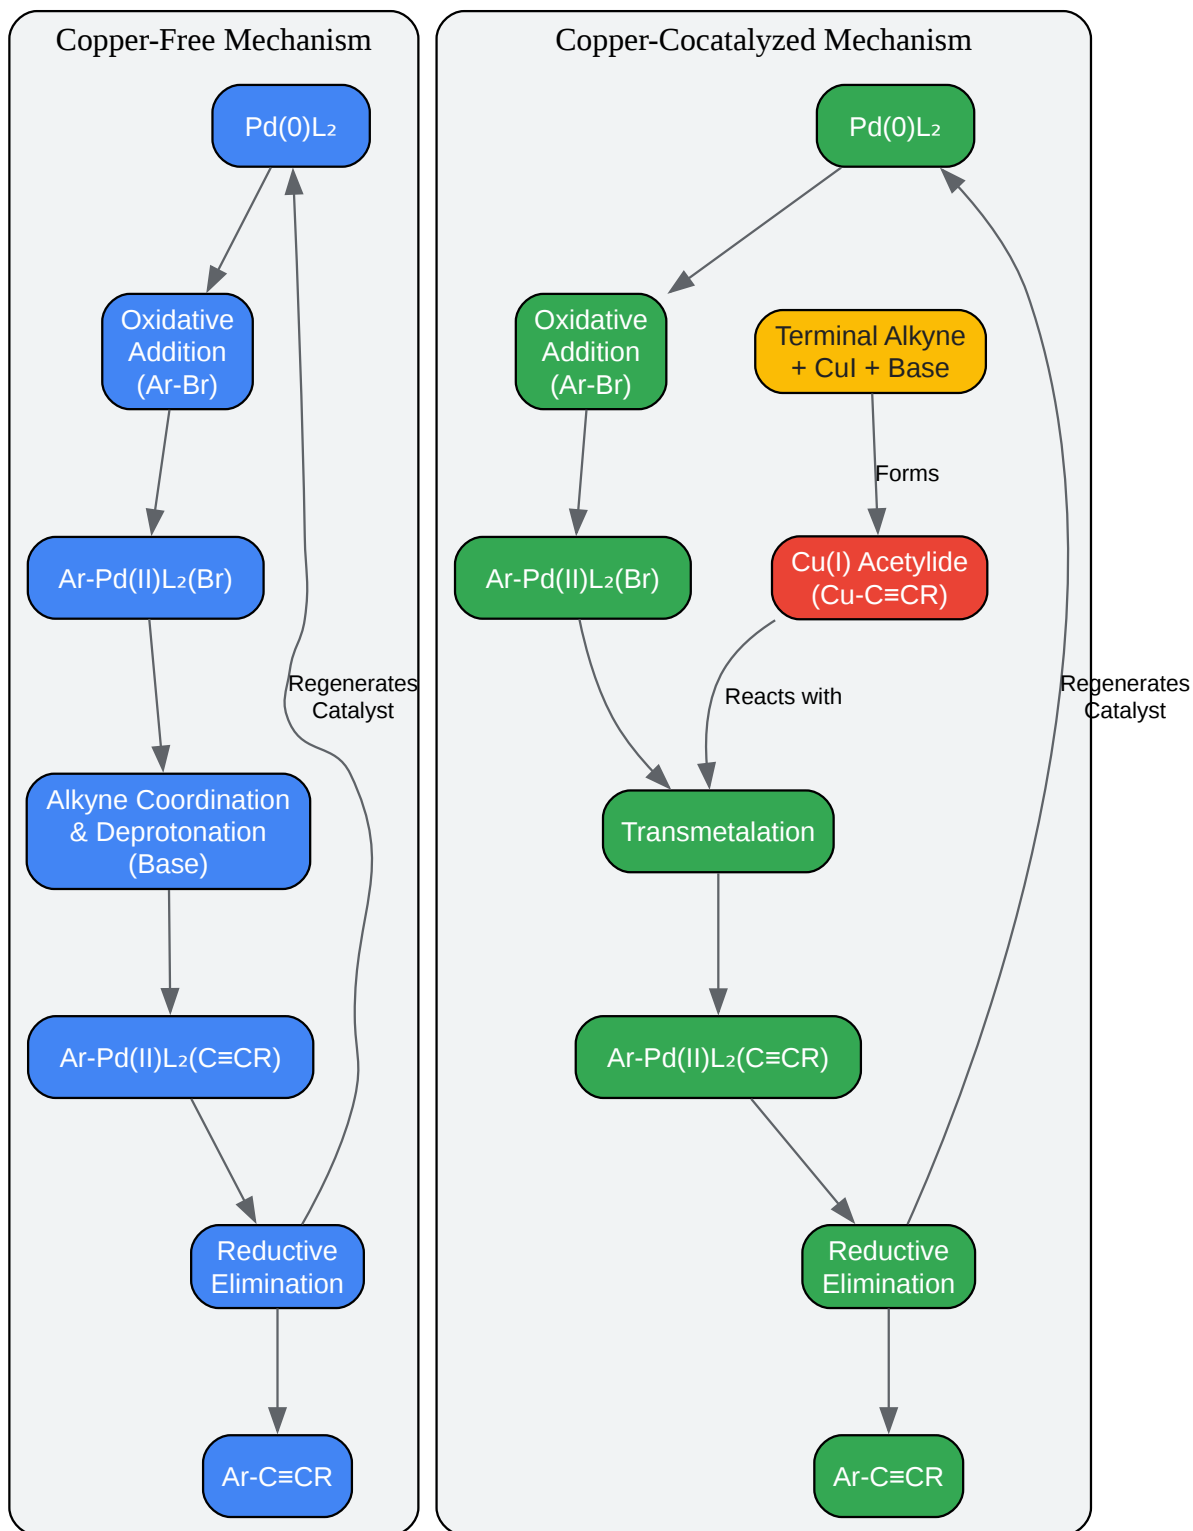 Copper-Free Mechanism
Pd(0)L₂
Oxidative
Addition
(Ar-Br)
Ar-Pd(II)L₂(Br)
Regenerates
Catalyst
Alkyne Coordination
& Deprotonation
(Base)
Ar-Pd(II)L₂(C≡CR)
Reductive
Elimination
Ar-C≡CR
Copper-Cocatalyzed Mechanism
Pd(0)L₂
Oxidative
Addition
(Ar-Br)
Terminal Alkyne
+ CuI + Base
Forms
Ar-Pd(II)L₂(Br)
Cu(I) Acetylide
(Cu-C≡CR)
Reacts with
Regenerates
Catalyst
Transmetalation
Ar-Pd(II)L₂(C≡CR)
Reductive
Elimination
Ar-C≡CR